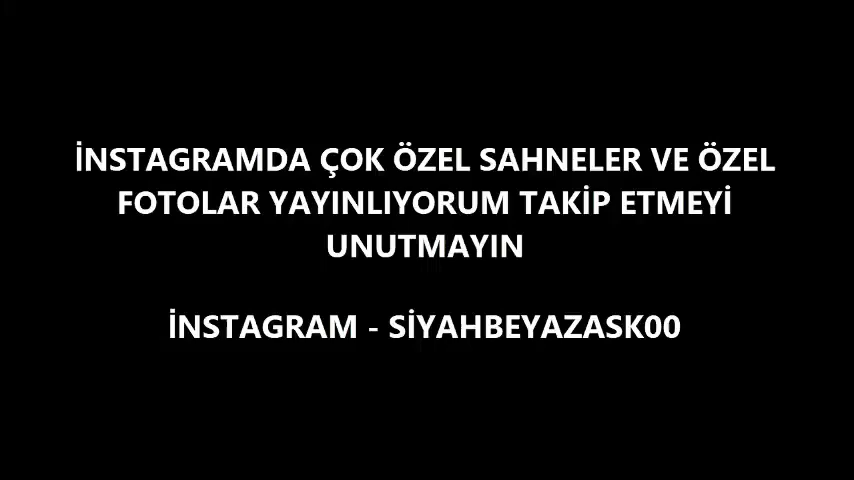 İNSTAGRAMDA ÇOK ÖZEL SAHNELER VE ÖZEL
FOTOLAR YAYINLIYORUM TAKİP ETMEYİ
UNUTMAYIN
İNSTAGRAM - SİYAHBEYAZASK00